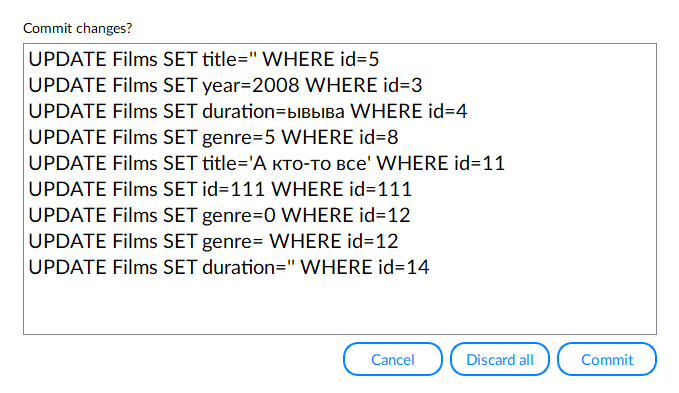 Commit changes?
UPDATE Films SET title='' WHERE id=5
UPDATE Films SET year=2008 WHERE id=3
UPDATE Films SET duration=ывыва WHERE id=4
UPDATE Films SET genre=5 WHERE id=8
UPDATE Films SET title='А кто-то все' WHERE id=11
UPDATE Films SET id=111 WHERE id=111
UPDATE Films SET genre=0 WHERE id=12
UPDATE Films SET genre= WHERE id=12
UPDATE Films SET duration='' WHERE id=14
Cancel
Discard all
Commit